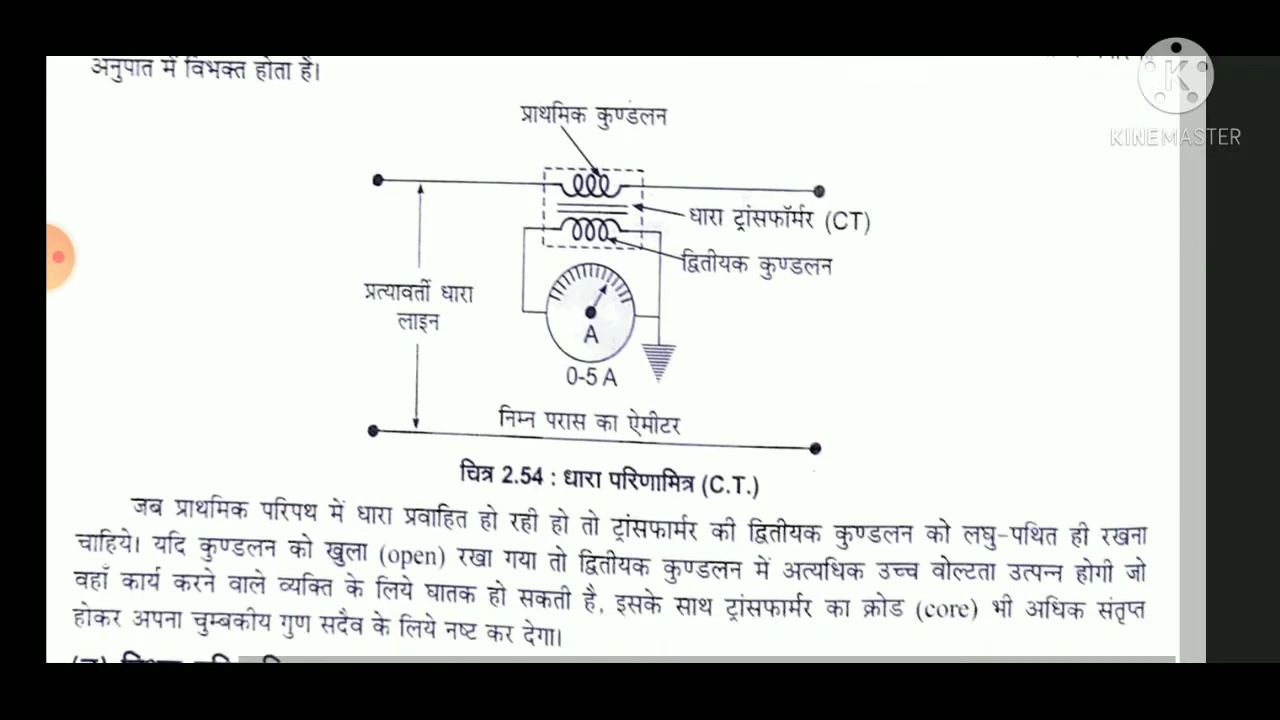 अनुपात में विभक्त होता है।
KINEMASTER
प्राथमिक कुण्डलन
धारा ट्रांसफॉर्मर (CT)
द्वितीयक कुण्डलन
प्रत्यावर्ती धारा
लाइन
A
0-5 A
निम्न परास का ऐमीटर
चित्र 2.54 : धारा परिणामित्र (C.T.)
जब प्राथमिक परिपथ में धारा प्रवाहित हो रही हो तो ट्रांसफार्मर की द्वितीयक कुण्डलन को लघु-पथित ही रखना
चाहिये। यदि कुण्डलन को खुला (open) रखा गया तो द्वितीयक कुण्डलन में अत्यधिक उच्च वोल्टता उत्पन्न होगी जो
वहाँ कार्य करने वाले व्यक्ति के लिये घातक हो सकती है, इसके साथ ट्रांसफार्मर का क्रोड (core) भी अधिक संतृप्त
होकर अपना चुम्बकीय गुण सदैव के लिये नष्ट कर देगा।